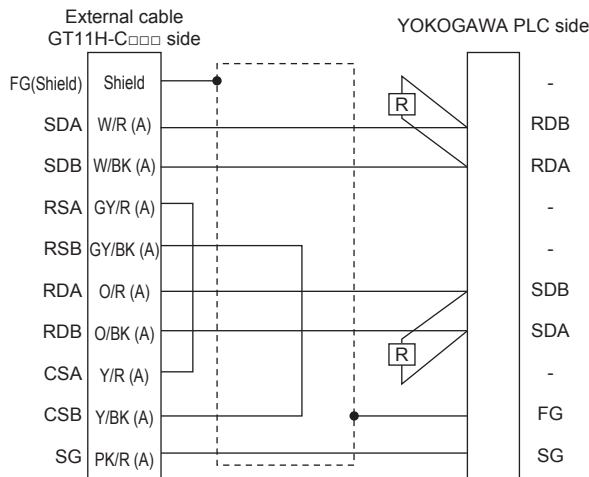 External cable
GT11H-C□□□ side
YOKOGAWA PLC side
FG(Shield) Shield -
R
SDA W/R (A) RDB
SDB W/BK (A) RDA
RSA GY/R (A) -
RSB GY/BK (A) -
RDA O/R (A) SDB
RDB O/BK (A) SDA
R
CSA Y/R (A) -
CSB Y/BK (A) FG
SG PK/R (A) SG